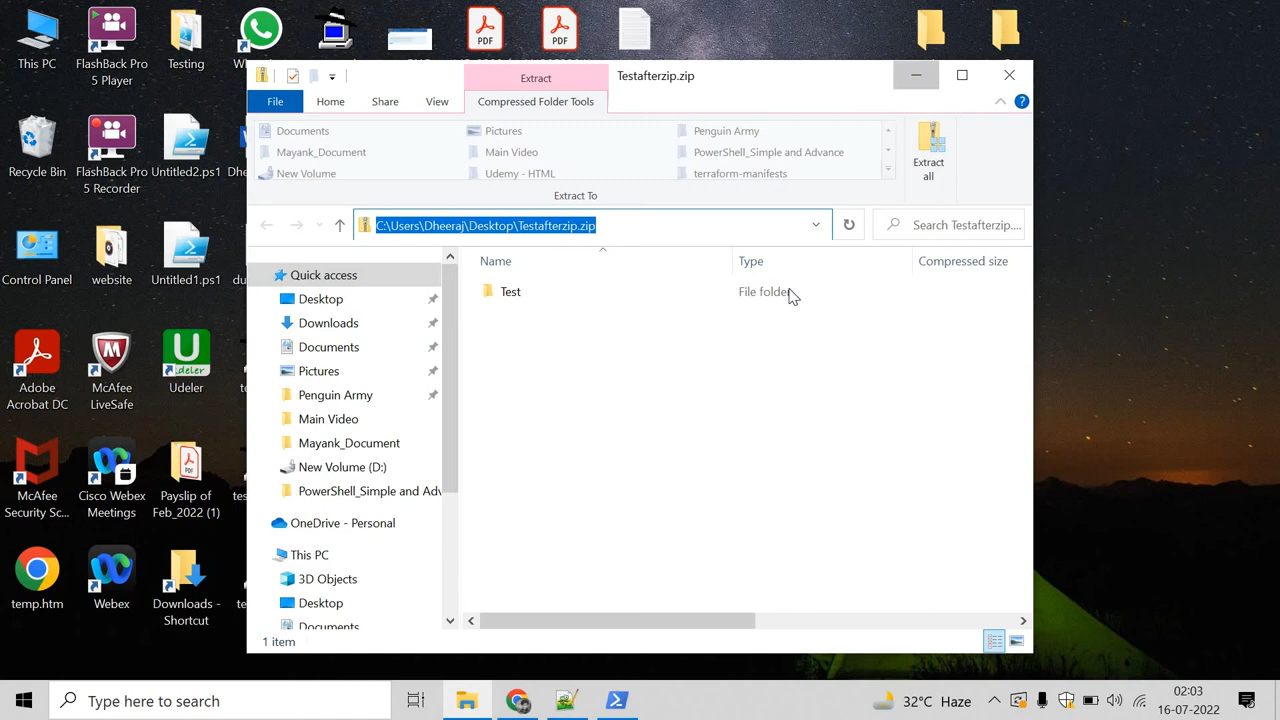 This PC
FlashBack Pro 5 Player
Testing
Recycle Bin
FlashBack Pro 5 Recorder
Untitled2.ps1
Control Panel
website
Untitled1.ps1
Adobe Acrobat DC
McAfee LiveSafe
Udeler
McAfee Security Sc...
Cisco Webex Meetings
Payslip of Feb_2022 (1)
temp.htm
Webex
Downloads - Shortcut
PDF
PDF
Extract
Testafterzip.zip
File
Home
Share
View
Compressed Folder Tools
Documents
Pictures
Penguin Army
Mayank_Document
Main Video
PowerShell_Simple and Advance
New Volume
Udemy - HTML
terraform-manifests
Extract To
Extract all
C:\Users\Dheeraj\Desktop\Testafterzip.zip
Search Testafterzip....
Name
Type
Compressed size
Test
File folder
Quick access
Desktop
Downloads
Documents
Pictures
Penguin Army
Main Video
Mayank_Document
New Volume (D:)
PowerShell_Simple and Adv
OneDrive - Personal
This PC
3D Objects
Desktop
Documents
1 item
Type here to search
32°C Haze
02:03
16-07-2022